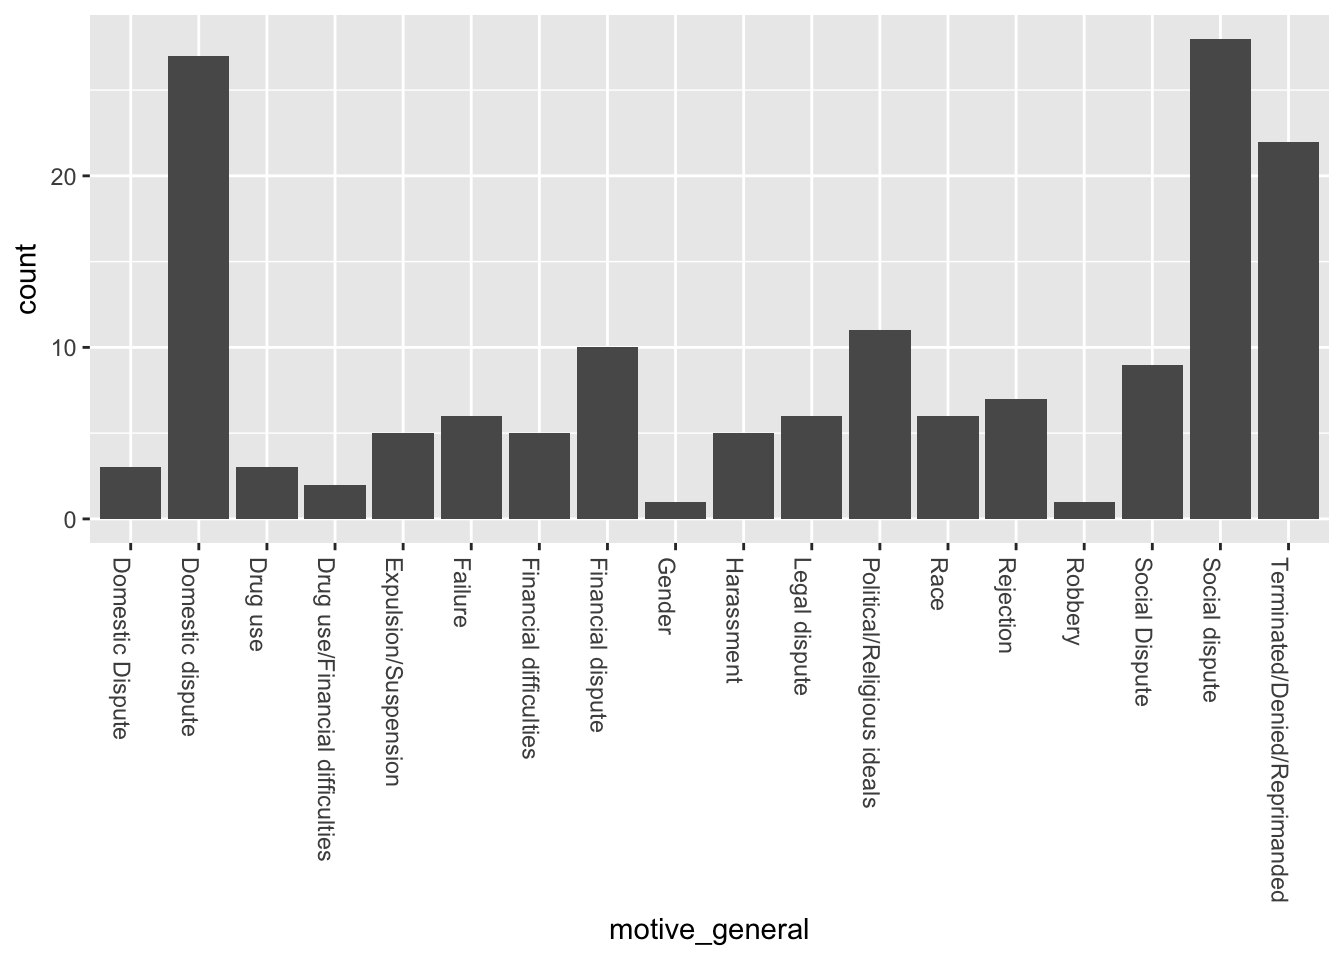 count
20
10
0
Domestic Dispute
Domestic dispute
Drug use
Drug use/Financial difficulties
Expulsion/Suspension
Failure
Financial difficulties
Financial dispute
Gender
Harassment
Legal dispute
Political/Religious ideals
Race
Rejection
Robbery
Social Dispute
Social dispute
Terminated/Denied/Reprimanded
motive_general